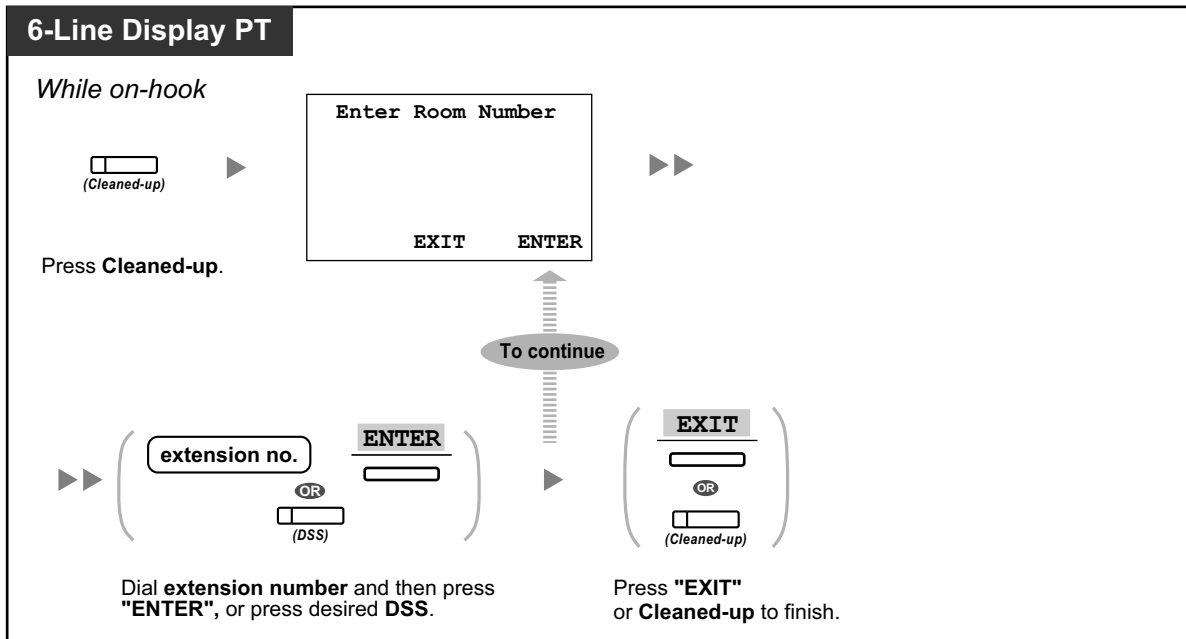 6-Line Display PT
While on-hook
(Cleaned-up)
Press Cleaned-up.
Enter Room Number
EXIT ENTER
To continue
extension no.
ENTER
OR
(DSS)
Dial extension number and then press
"ENTER", or press desired DSS.
EXIT
OR
(Cleaned-up)
Press "EXIT"
or Cleaned-up to finish.